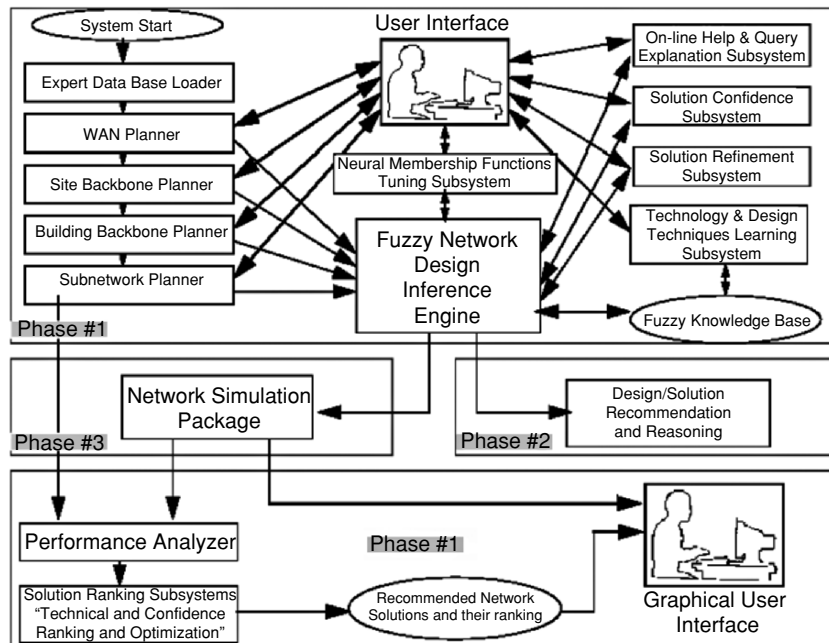 System Start
User Interface
On-line Help & Query
Explanation Subsystem
Expert Data Base Loader
Solution Confidence
Subsystem
WAN Planner
Neural Membership Functions
Tuning Subsystem
Solution Refinement
Subsystem
Site Backbone Planner
Building Backbone Planner
Fuzzy Network
Design
Inference
Engine
Technology & Design
Techniques Learning
Subsystem
Subnetwork Planner
Fuzzy Knowledge Base
Phase #1
Network Simulation
Package
Design/Solution
Recommendation
and Reasoning
Phase #3
Phase #2
Performance Analyzer
Phase #1
Solution Ranking Subsystems
“Technical and Confidence
Ranking and Optimization”
Recommended Network
Solutions and their ranking
Graphical User
Interface